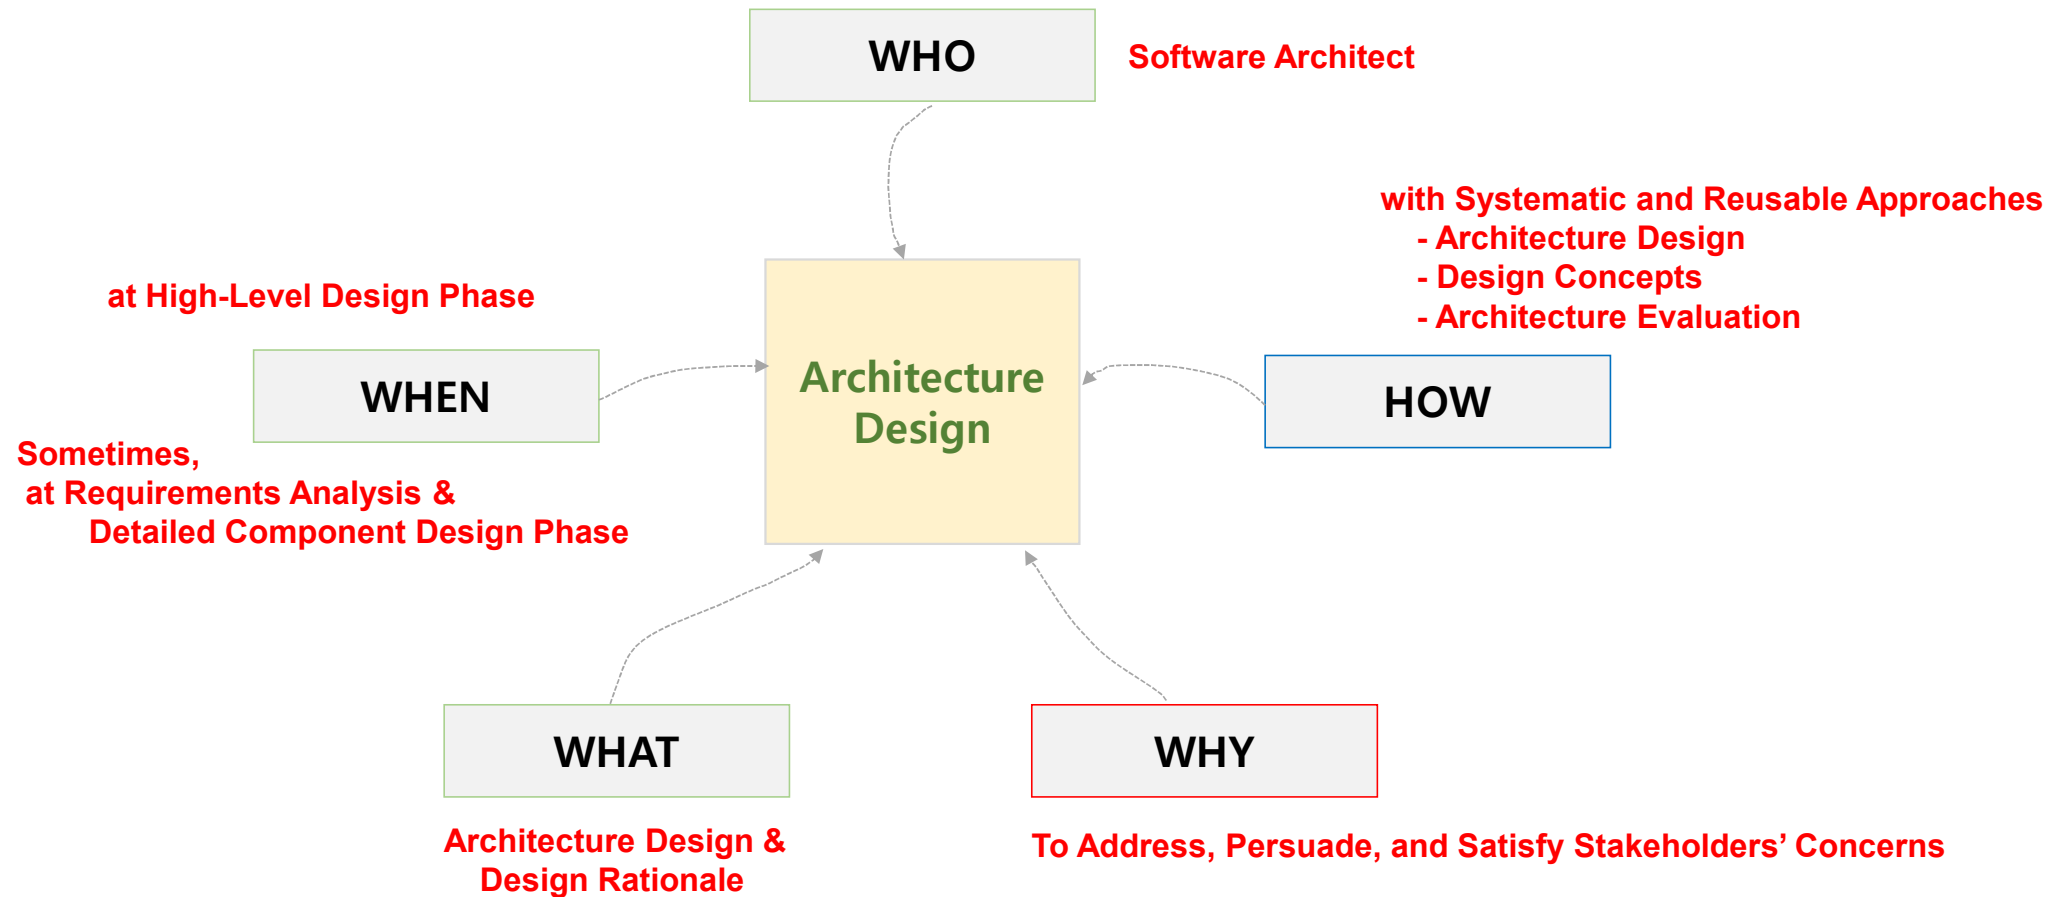 WHO
Software Architect
with Systematic and Reusable Approaches
- Architecture Design
- Design Concepts
- Architecture Evaluation
at High-Level Design Phase
WHEN
Architecture
Design
HOW
Sometimes,
at Requirements Analysis &
Detailed Component Design Phase
WHAT
WHY
Architecture Design &
Design Rationale
To Address, Persuade, and Satisfy Stakeholders’ Concerns